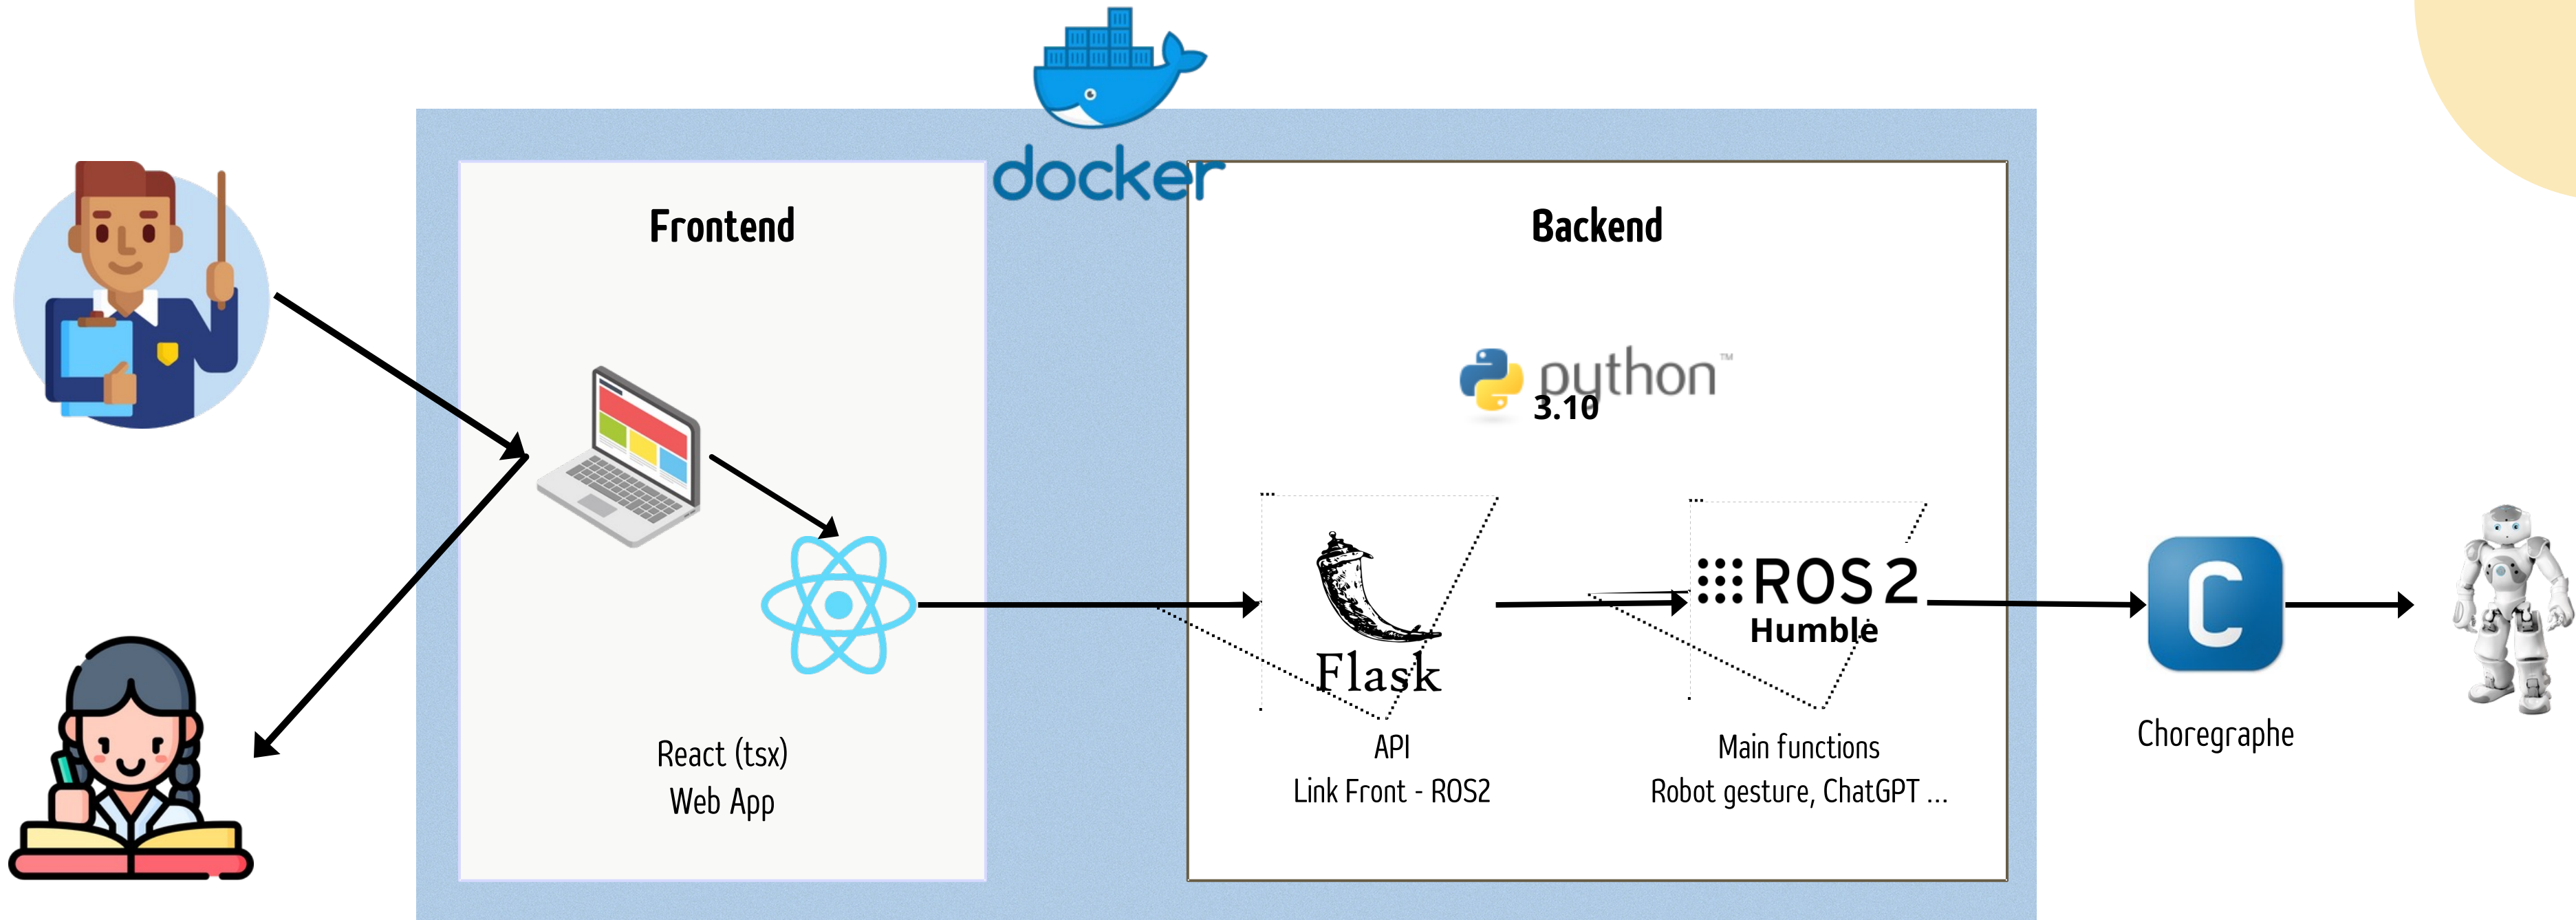 docker
Frontend
Backend
python™
3.10
ROS 2
Humble
Flask
React (tsx)
Web App
API
Link Front - ROS2
Main functions
Robot gesture, ChatGPT ...
C
Choregraphe